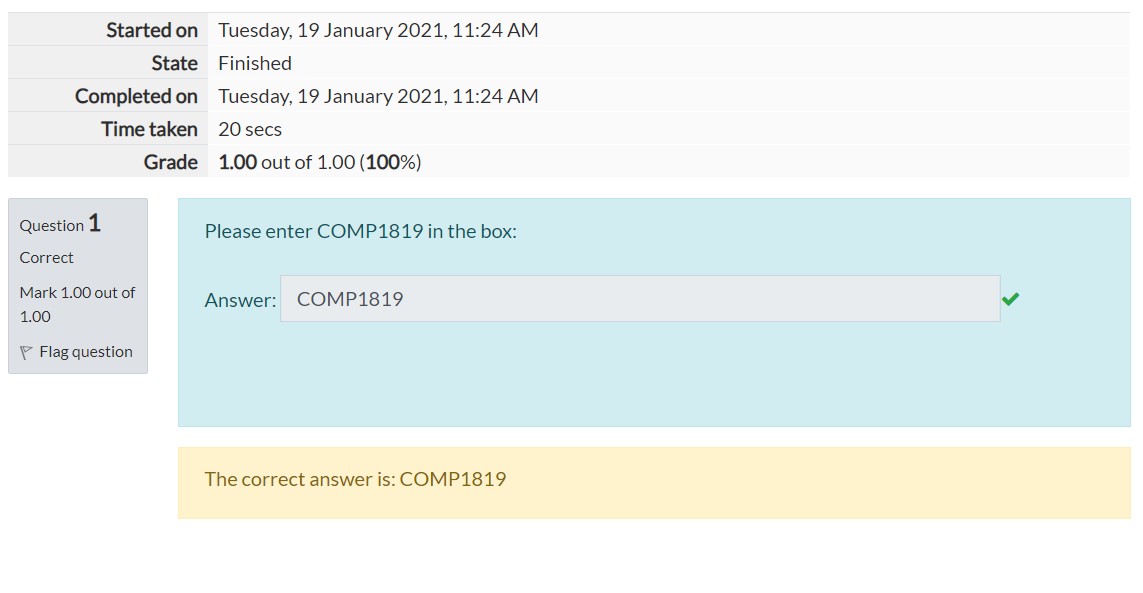 Started on Tuesday, 19 January 2021, 11:24 AM
State Finished
Completed on Tuesday, 19 January 2021, 11:24 AM
Time taken 20 secs
Grade 1.00 out of 1.00 (100%)
Question 1
Correct
Mark 1.00 out of
1.00
Flag question
Please enter COMP1819 in the box:
Answer: COMP1819
The correct answer is: COMP1819